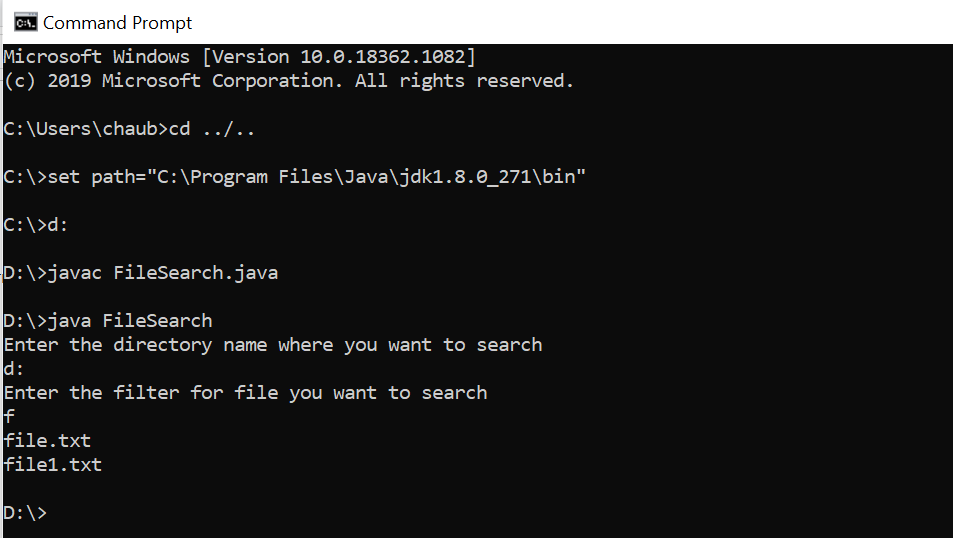 Command Prompt
Microsoft Windows [Version 10.0.18362.1082]
(c) 2019 Microsoft Corporation. All rights reserved.
C:\Users\chaub>cd ../..
C:\>set path="C:\Program Files\Java\jdk1.8.0_271\bin"
C:\>d:
D:\>javac FileSearch.java
D:\>java FileSearch
Enter the directory name where you want to search
d:
Enter the filter for file you want to search
f
file.txt
file1.txt
D:\>